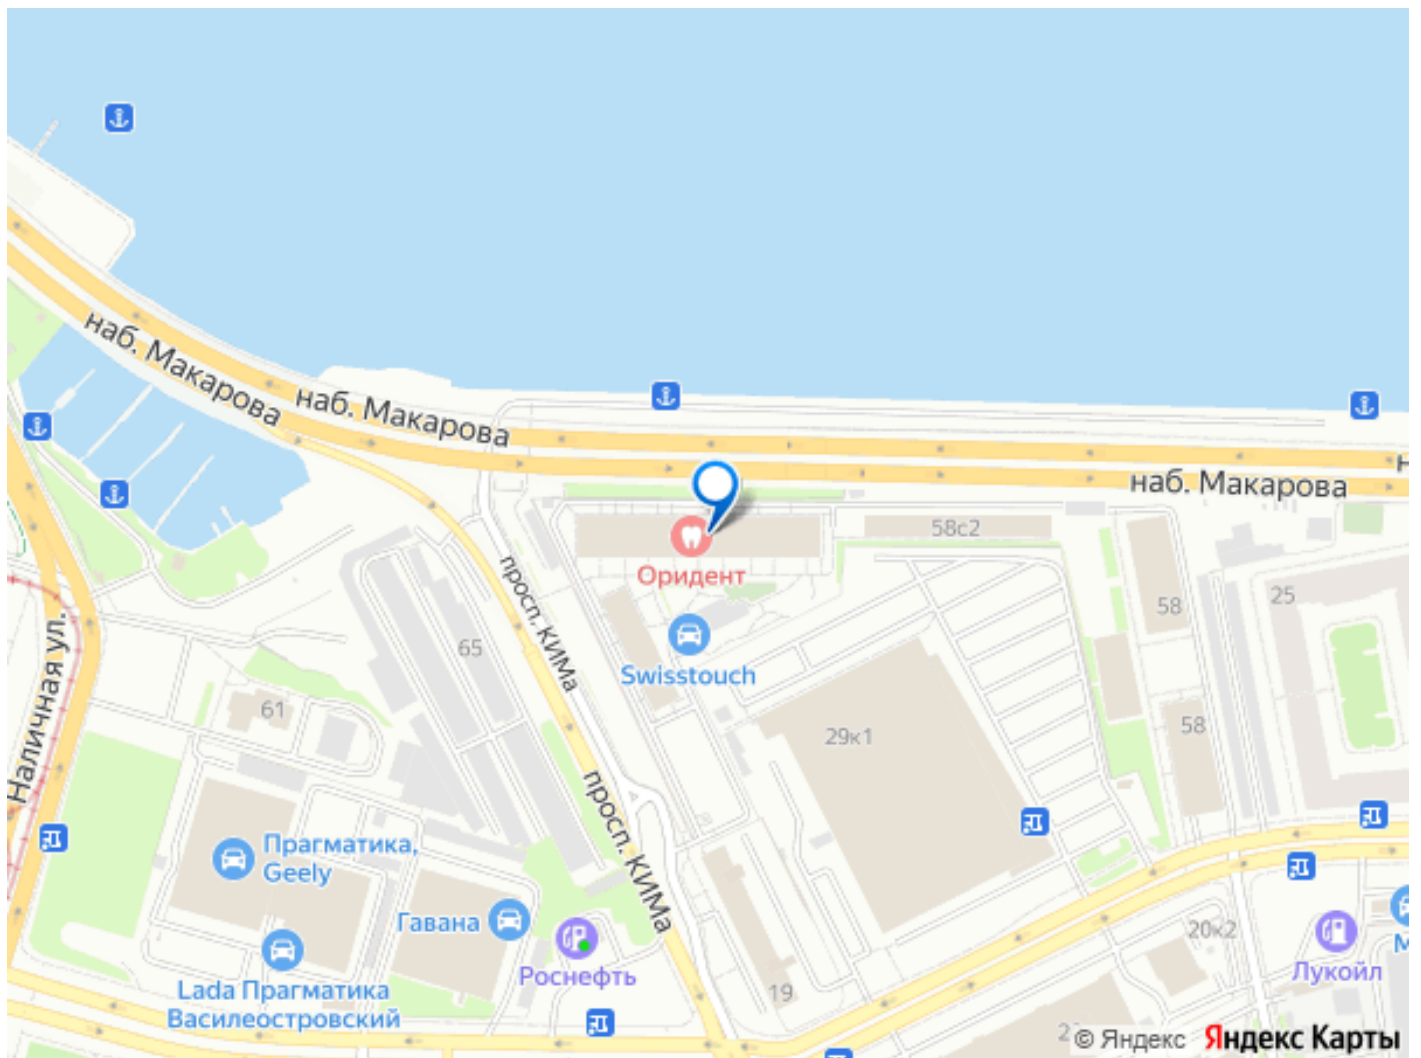 наб. Макарова
наб. Макарова
наб. Макарова
н
58с2
Оридент
просп. КИМа
58
25
65
Swisstouch
Наличная ул.
61
29к1
58
просп. КИМа
Прагматика,
Geely
Гавана
20к2
Роснефть
Лукойл
М
Lada Прагматика
Василеостровский
19
2
© Яндекс Яндекс Карты